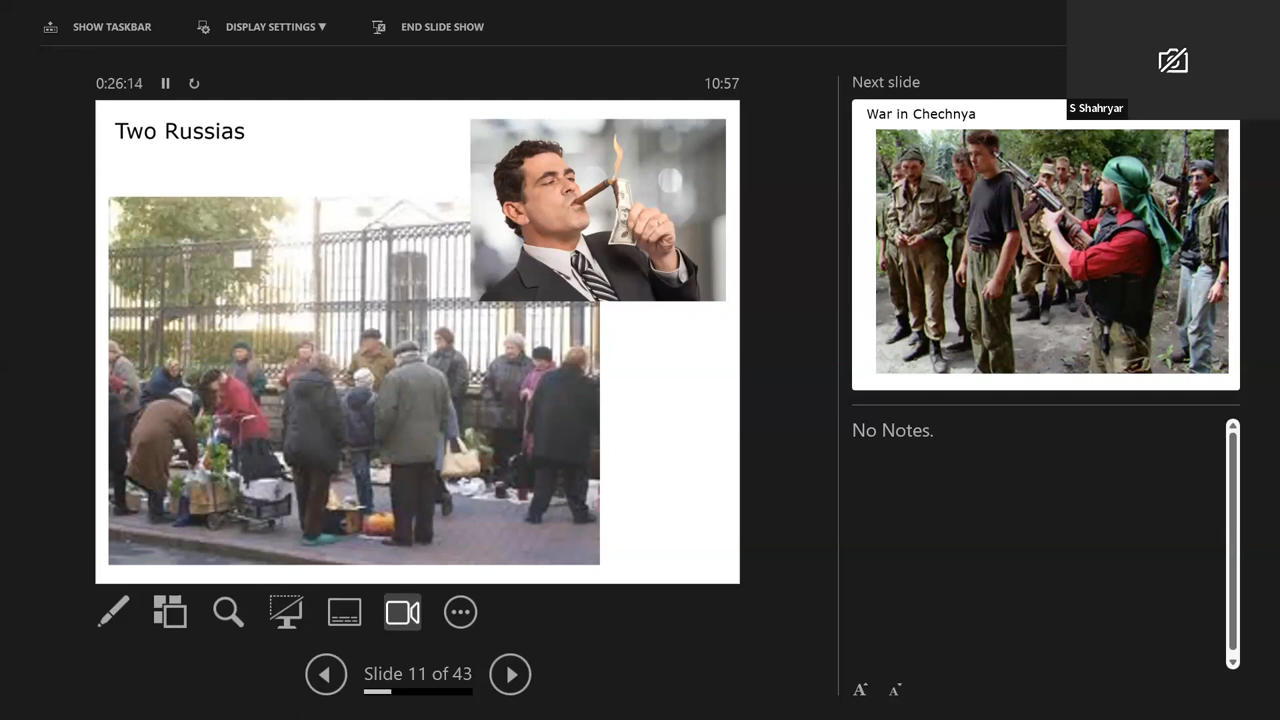 SHOW TASKBAR
DISPLAY SETTINGS ▼
END SLIDE SHOW
0:26:14
10:57
Two Russias
Next slide
S Shahryar
War in Chechnya
No Notes.
Slide 11 of 43
A A